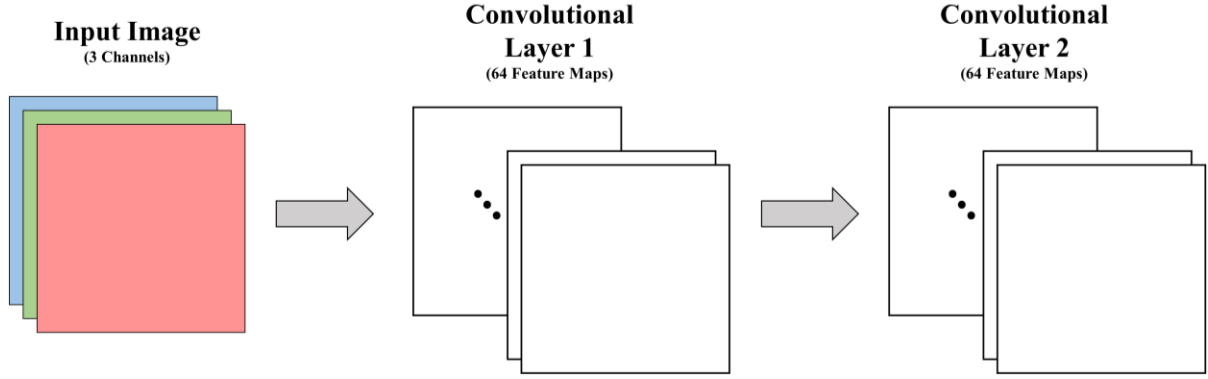 Input Image
(3 Channels)
Convolutional
Layer 1
(64 Feature Maps)
Convolutional
Layer 2
(64 Feature Maps)